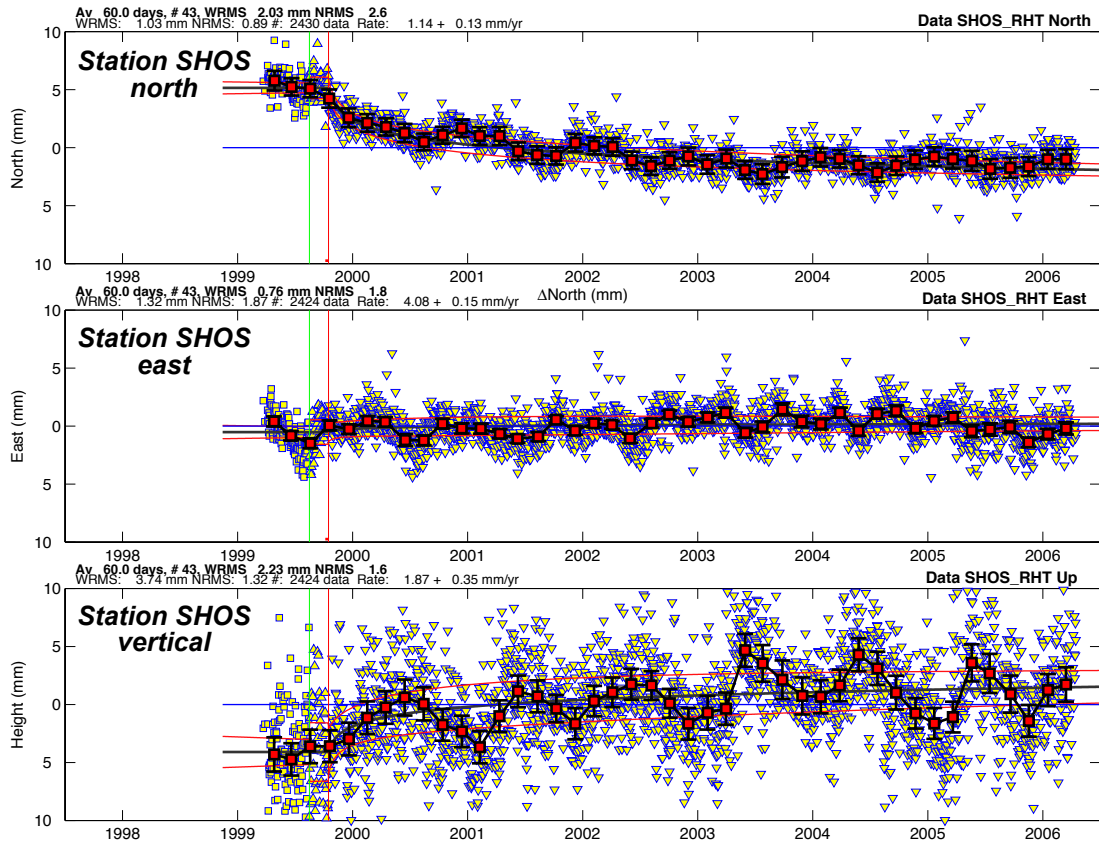 Av 60.0 days, # 43, WRMS 2.03 mm NRMS 2.6
WRMS: 1.03 mm NRMS: 0.89 #: 2430 data Rate: 1.14 + 0.13 mm/yr
Data SHOS_RHT North
10
Station SHOS
north
5
0
5
10
North (mm)
1998 1999 2000 2001 2002 2003 2004 2005 2006
ΔNorth (mm)
Av 60.0 days, # 43, WRMS 0.76 mm NRMS 1.8
WRMS: 1.32 mm NRMS: 1.87 #: 2424 data Rate: 4.08 + 0.15 mm/yr
Data SHOS_RHT East
10
Station SHOS
east
5
0
5
10
East (mm)
1998 1999 2000 2001 2002 2003 2004 2005 2006
Av 60.0 days, # 43, WRMS 2.23 mm NRMS 1.6
WRMS: 3.74 mm NRMS: 1.32 #: 2424 data Rate: 1.87 + 0.35 mm/yr
Data SHOS_RHT Up
10
Station SHOS
vertical
5
0
5
10
Height (mm)
1998 1999 2000 2001 2002 2003 2004 2005 2006